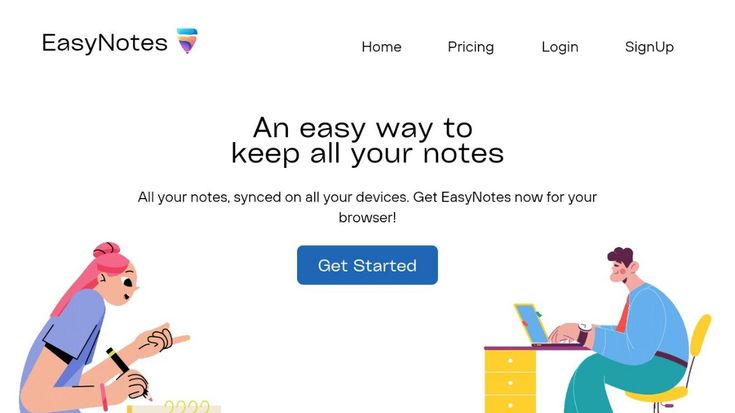 EasyNotes
Home Pricing Login SignUp
An easy way to
keep all your notes
All your notes, synced on all your devices. Get EasyNotes now for your
browser!
Get Started
2022